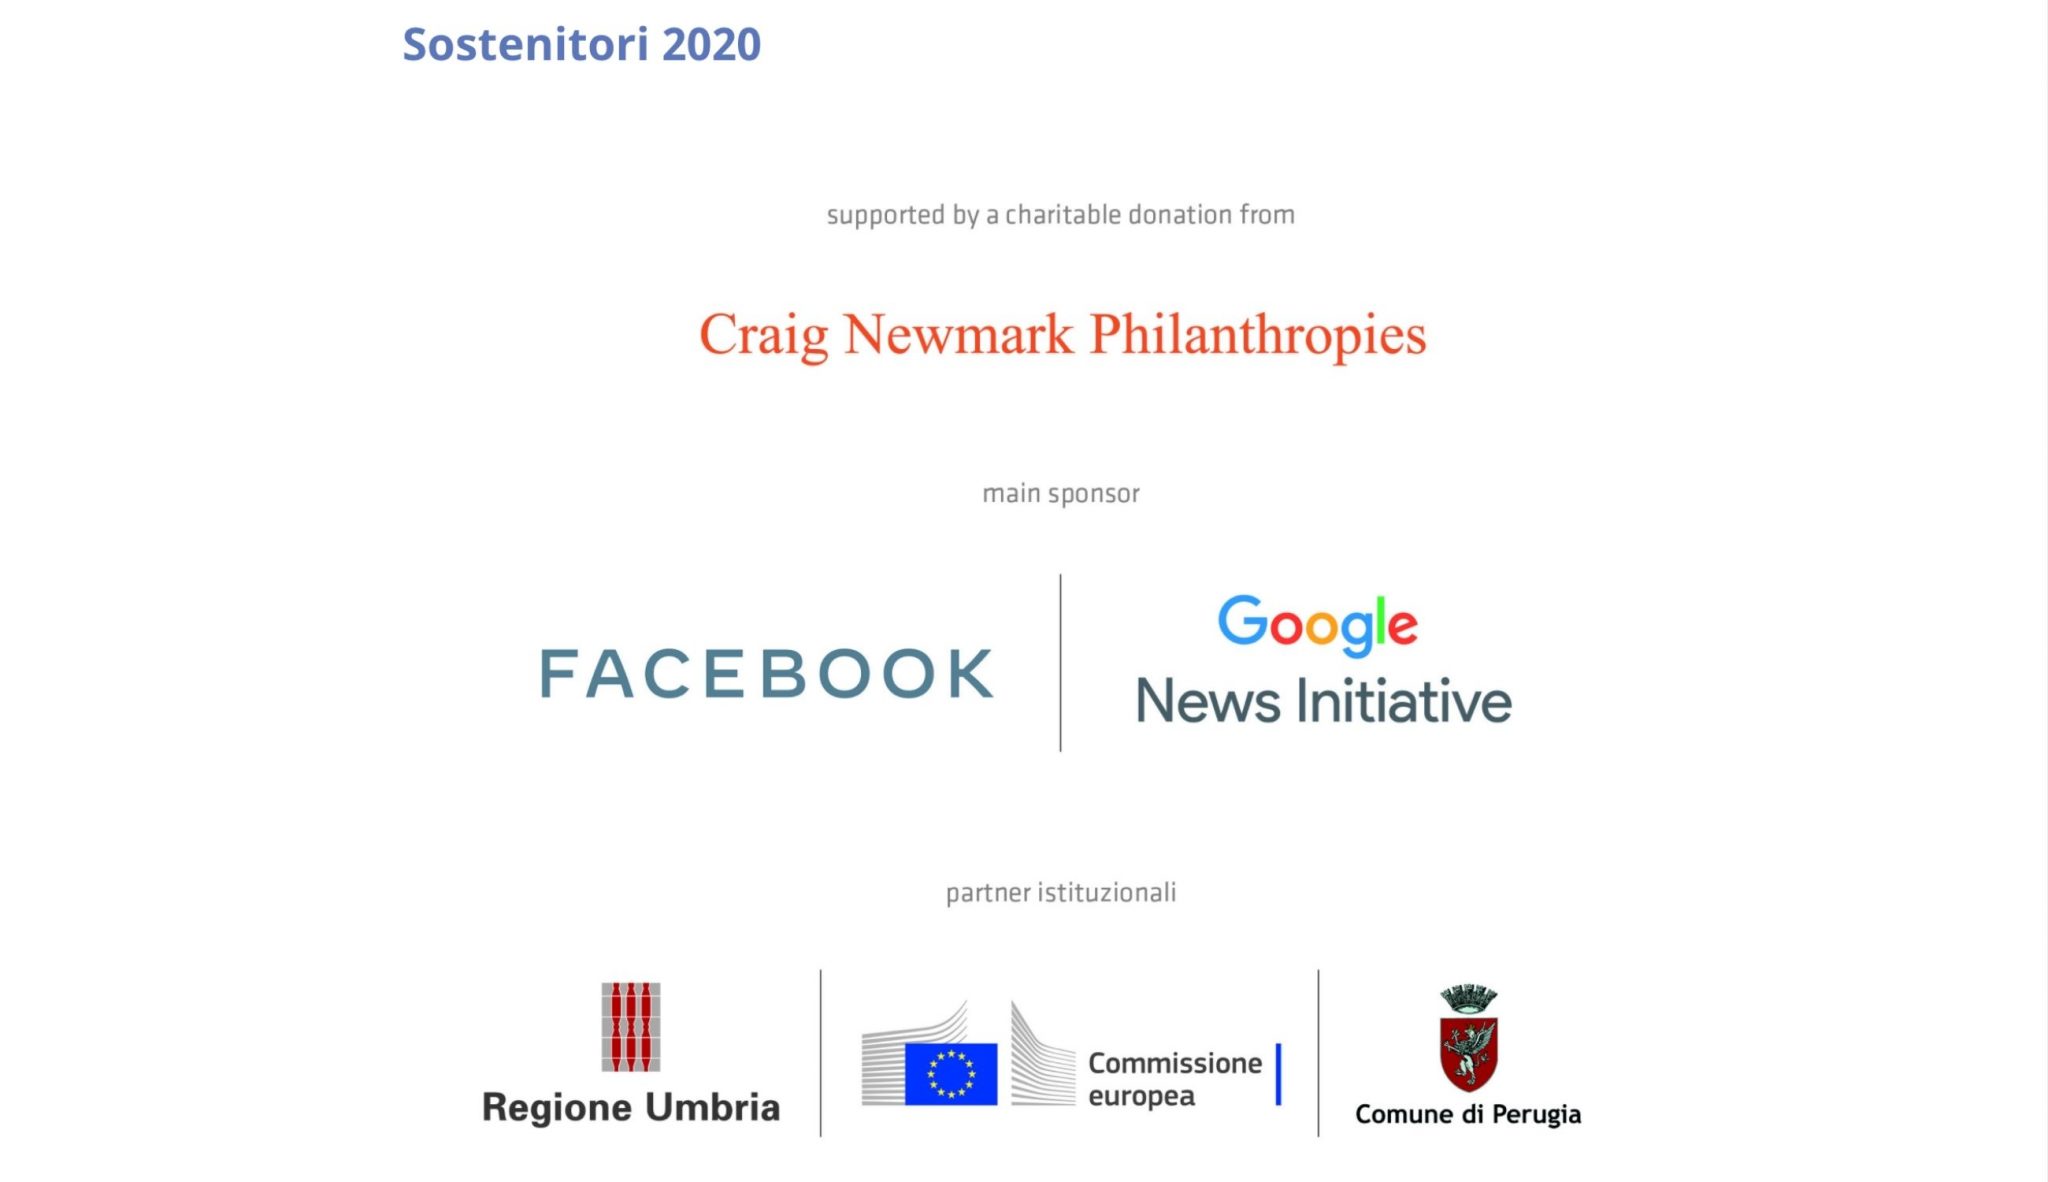 Sostenitori 2020
supported by a charitable donation from
Craig Newmark Philanthropies
main sponsor
FACEBOOK
Google
News Initiative
partner istituzionali
Regione Umbria
Commissione
europea
Comune di Perugia